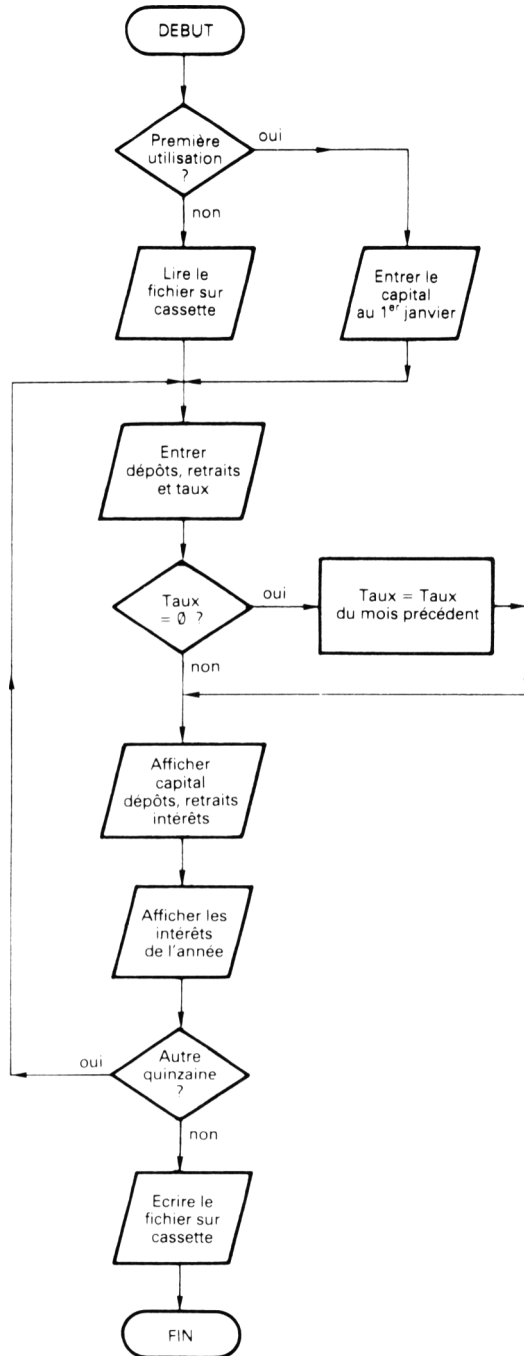 DEBUT
Première
utilisation
?
oui
non
Lire le
fichier sur
cassette
Entrer le
capital
au 1er janvier
Entrer
dépôts, retraits
et taux
Taux
= Ø ?
oui
Taux = Taux
du mois précédent
non
Afficher
capital
dépôts, retraits
intérêts
Afficher les
intérêts
de l'année
Autre
quinzaine
?
oui
non
Ecrire le
fichier sur
cassette
FIN